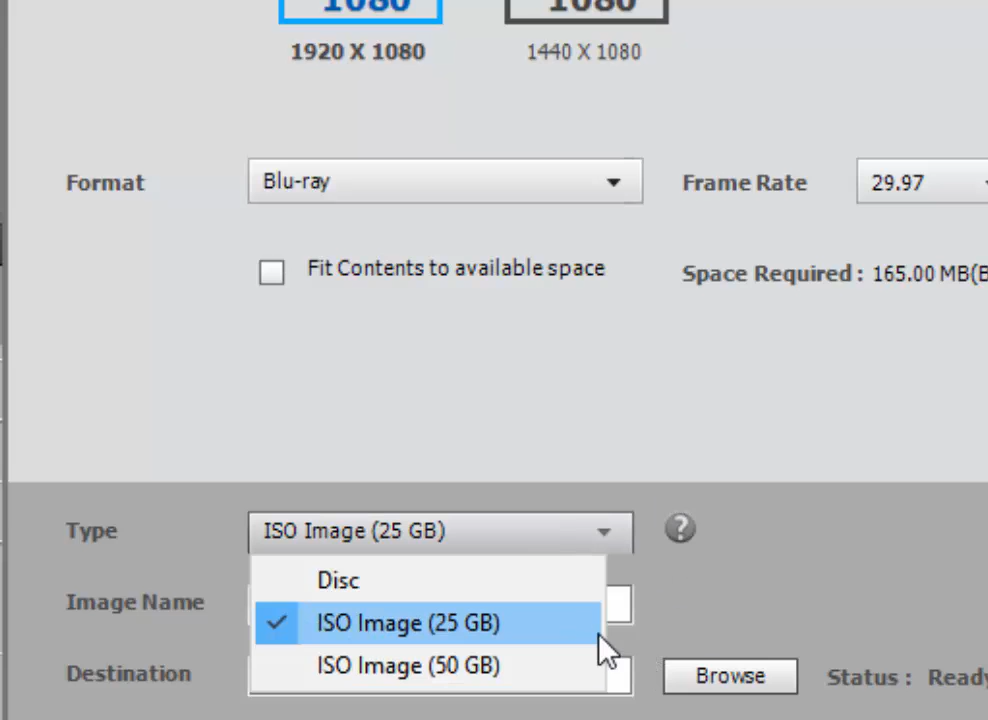 1080 1080
1920 X 1080 1440 X 1080
Format Blu-ray Frame Rate 29.97
Fit Contents to available space Space Required : 165.00 MB(B
Type ISO Image (25 GB) ?
Disc
Image Name ISO Image (25 GB)
Destination ISO Image (50 GB) Browse Status : Ready